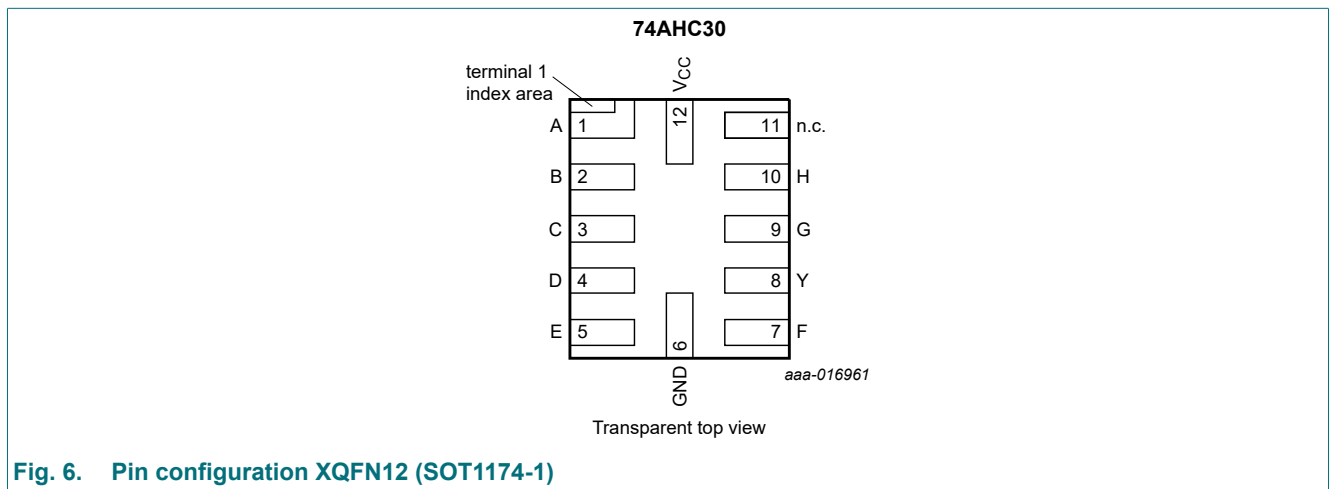 74AHC30
terminal 1
index area
VCC
A 1 12 11 n.c.
B 2 10 H
C 3 9 G
D 4 8 Y
E 5 6 7 F
GND
aaa-016961
Transparent top view
Fig. 6. Pin configuration XQFN12 (SOT1174-1)